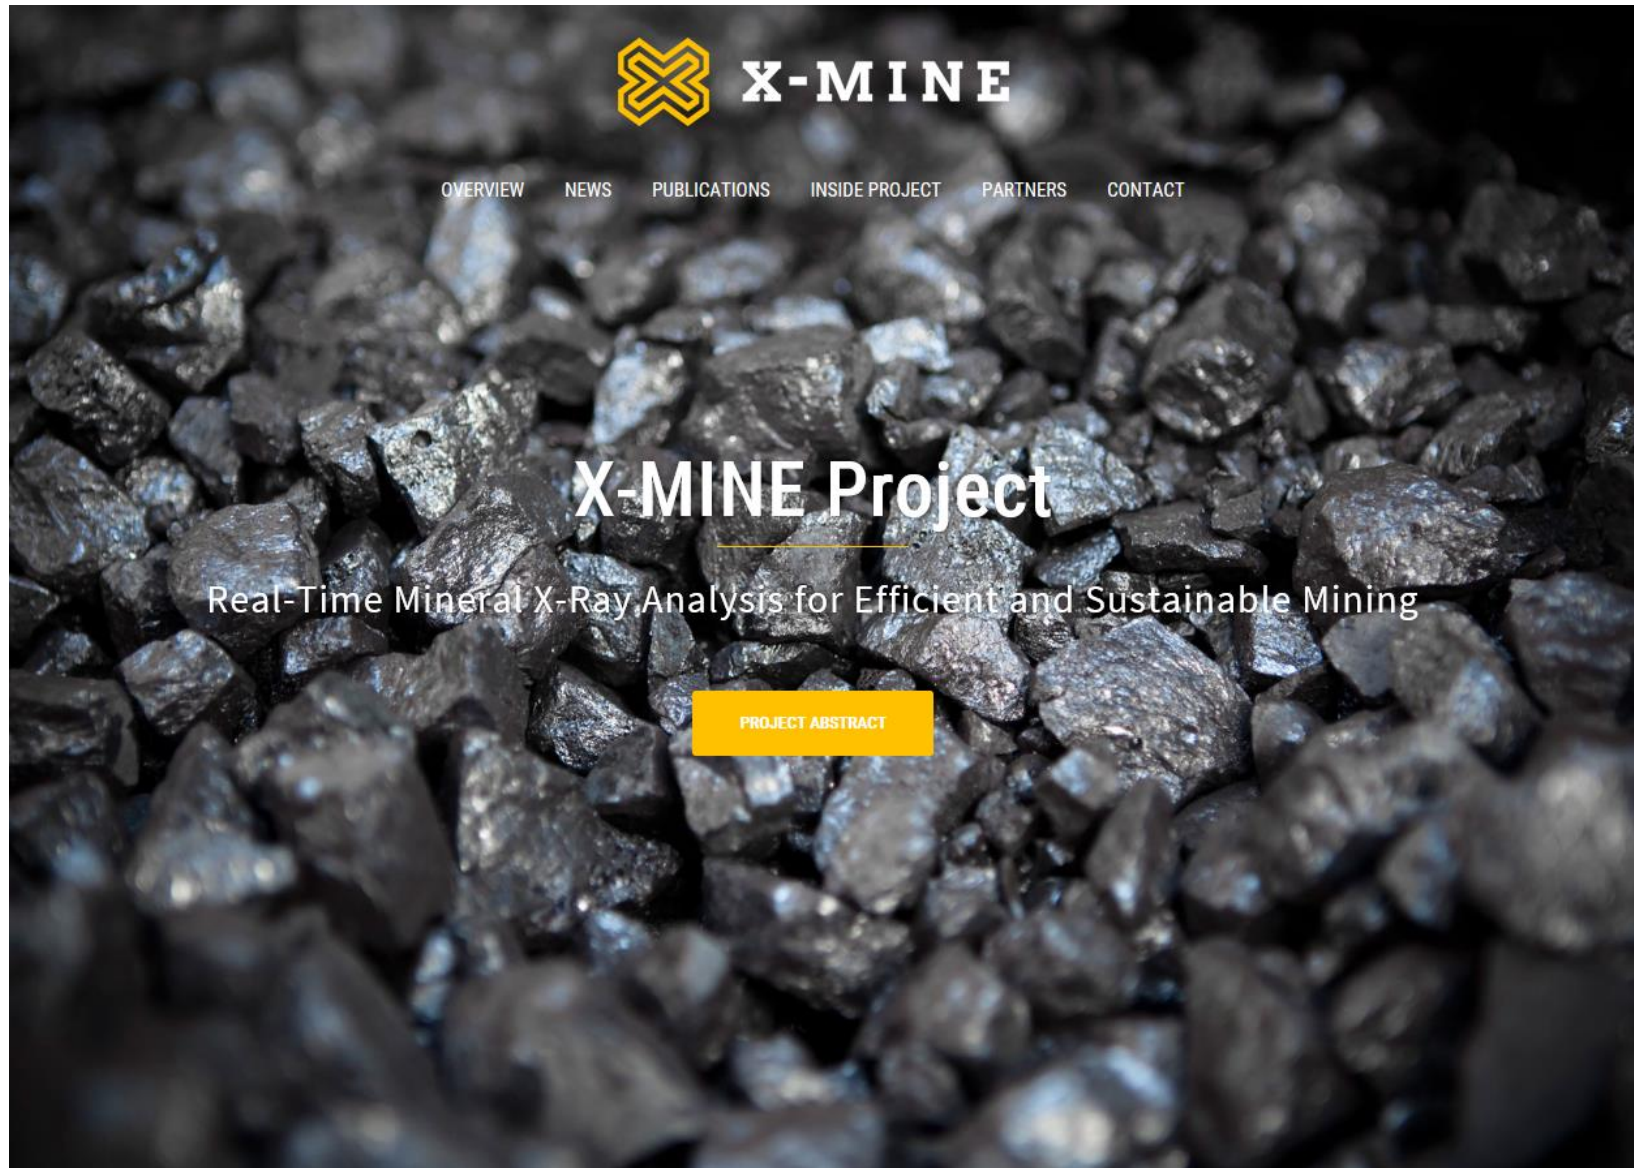 X-MINE
OVERVIEW NEWS PUBLICATIONS INSIDE PROJECT PARTNERS CONTACT
X-MINE Project
Real-Time Mineral X-Ray Analysis for Efficient and Sustainable Mining
PROJECT ABSTRACT